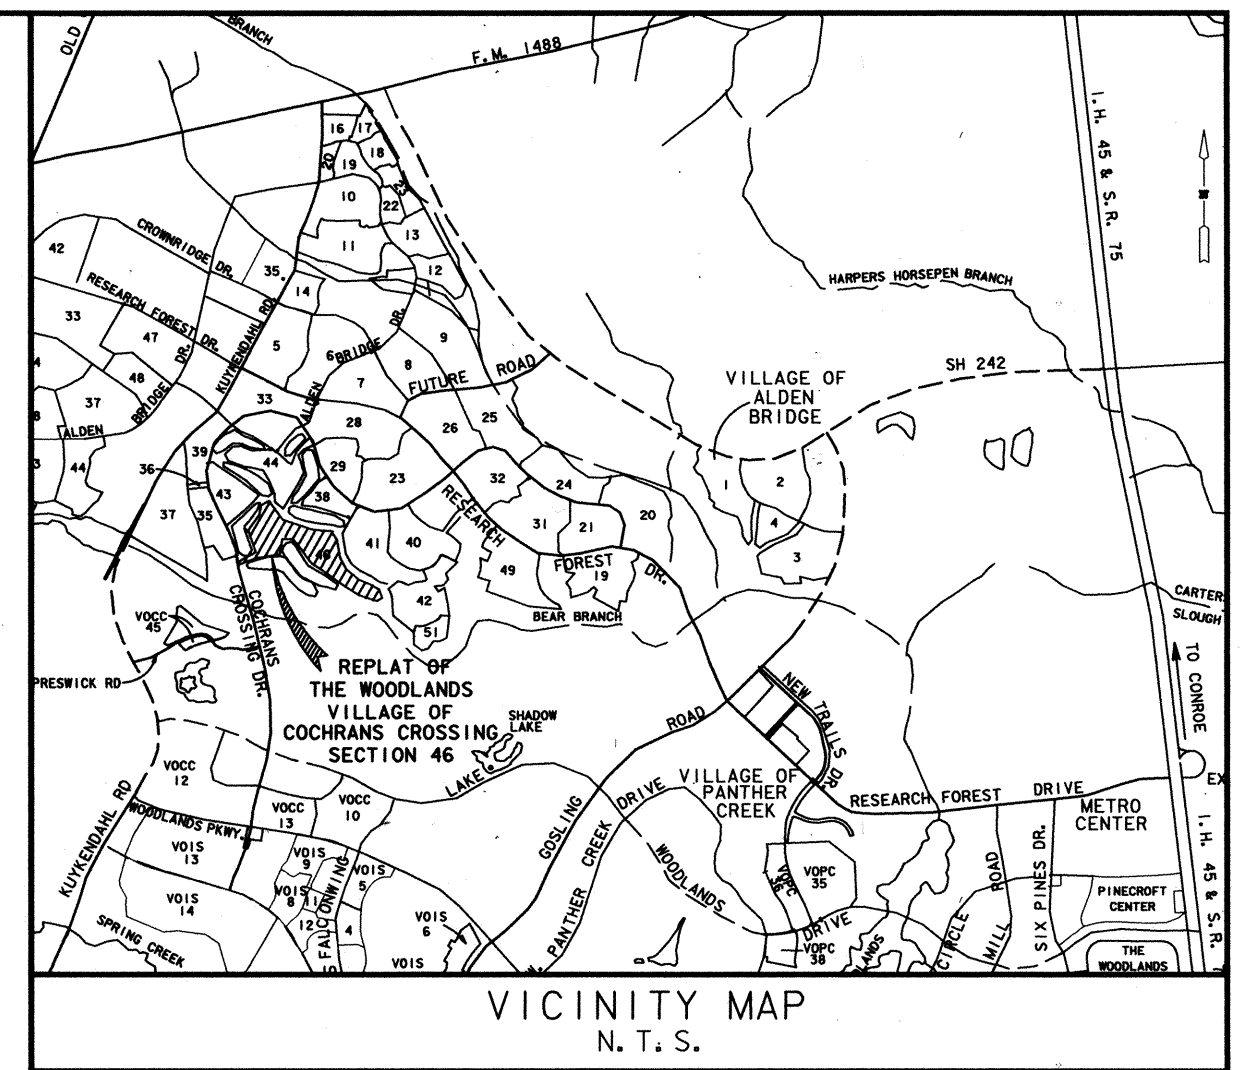 OLD
BRANCH
F. M. 1488
I. H. 45 & S. R. 75
16
17
18
20
19
23
10
22
13
11
12
CROWNRIDGE DR.
42
35
14
HARPERS HORSEPEN BRANCH
RESEARCH FOREST DR.
33
47
KUYKENDAHL RD.
5
6
BRIDGE
DR.
9
8
7
FUTURE ROAD
SH 242
VILLAGE OF
ALDEN
BRIDGE
4
48
DR.
BRIDGE
ALDEN
37
33
ALDEN
28
26
25
8
3
44
36
39
44
29
23
32
24
1
2
43
38
37
35
RESEARCH
31
21
20
4
46
41
40
3
49
FOREST
DR.
19
42
51
BEAR BRANCH
CARTERS
SLOUGH
VOCC
45
COCHRANS
CROSSING DR.
PRESWICK RD
REPLAT OF
THE WOODLANDS
VILLAGE OF
COCHRANS CROSSING
SECTION 46
SHADOW
LAKE
LAKE
TO CONROE
NEW TRAILS DR.
ROAD
GOSLING
VOCC
12
VOCC
13
VOCC
10
KUYKENDAHL RD
WOODLANDS PKWY.
VILLAGE OF
PANTHER
CREEK
DRIVE
W. PANTHER CREEK
RESEARCH FOREST DRIVE
METRO
CENTER
EX
VOIS
13
VOIS
9
VOIS
5
VOIS
14
VOIS
8
11
12
4
S FALCONWING
VOIS
6
VOIS
SPRING CREEK
WOODLANDS
DRIVE
VOPC
36
VOPC
35
VOPC
38
CIRCLE
MILL ROAD
SIX PINES DR.
PINECROFT
CENTER
THE
WOODLANDS
I. H. 45 & S. R.
VICINITY MAP
N. T. S.